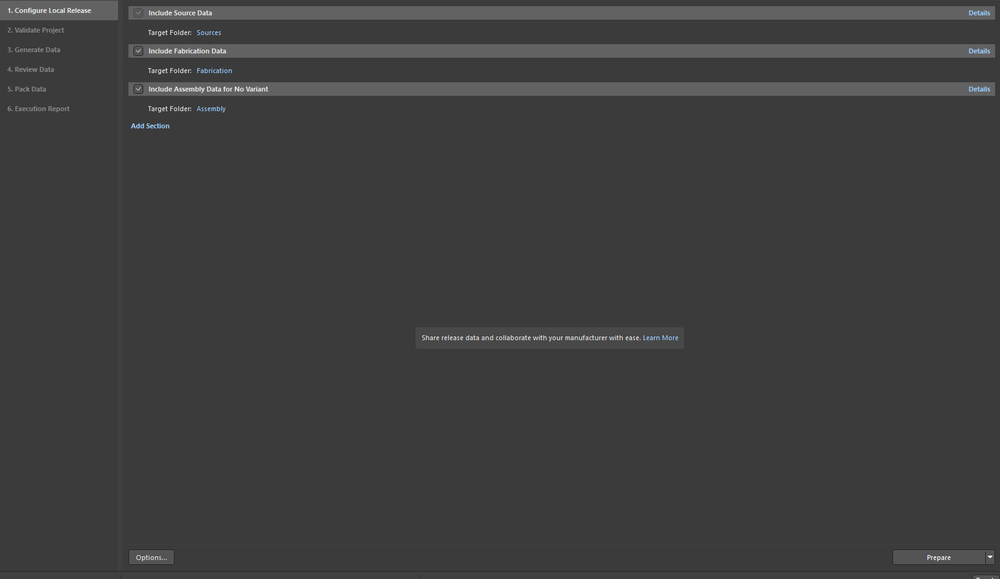 1. Configure Local Release
2. Validate Project
3. Generate Data
4. Review Data
5. Pack Data
6. Execution Report
Include Source Data Details
Target Folder: Sources
Include Fabrication Data Details
Target Folder: Fabrication
Include Assembly Data for No Variant Details
Target Folder: Assembly
Add Section
Share release data and collaborate with your manufacturer with ease. Learn More
Options... Prepare